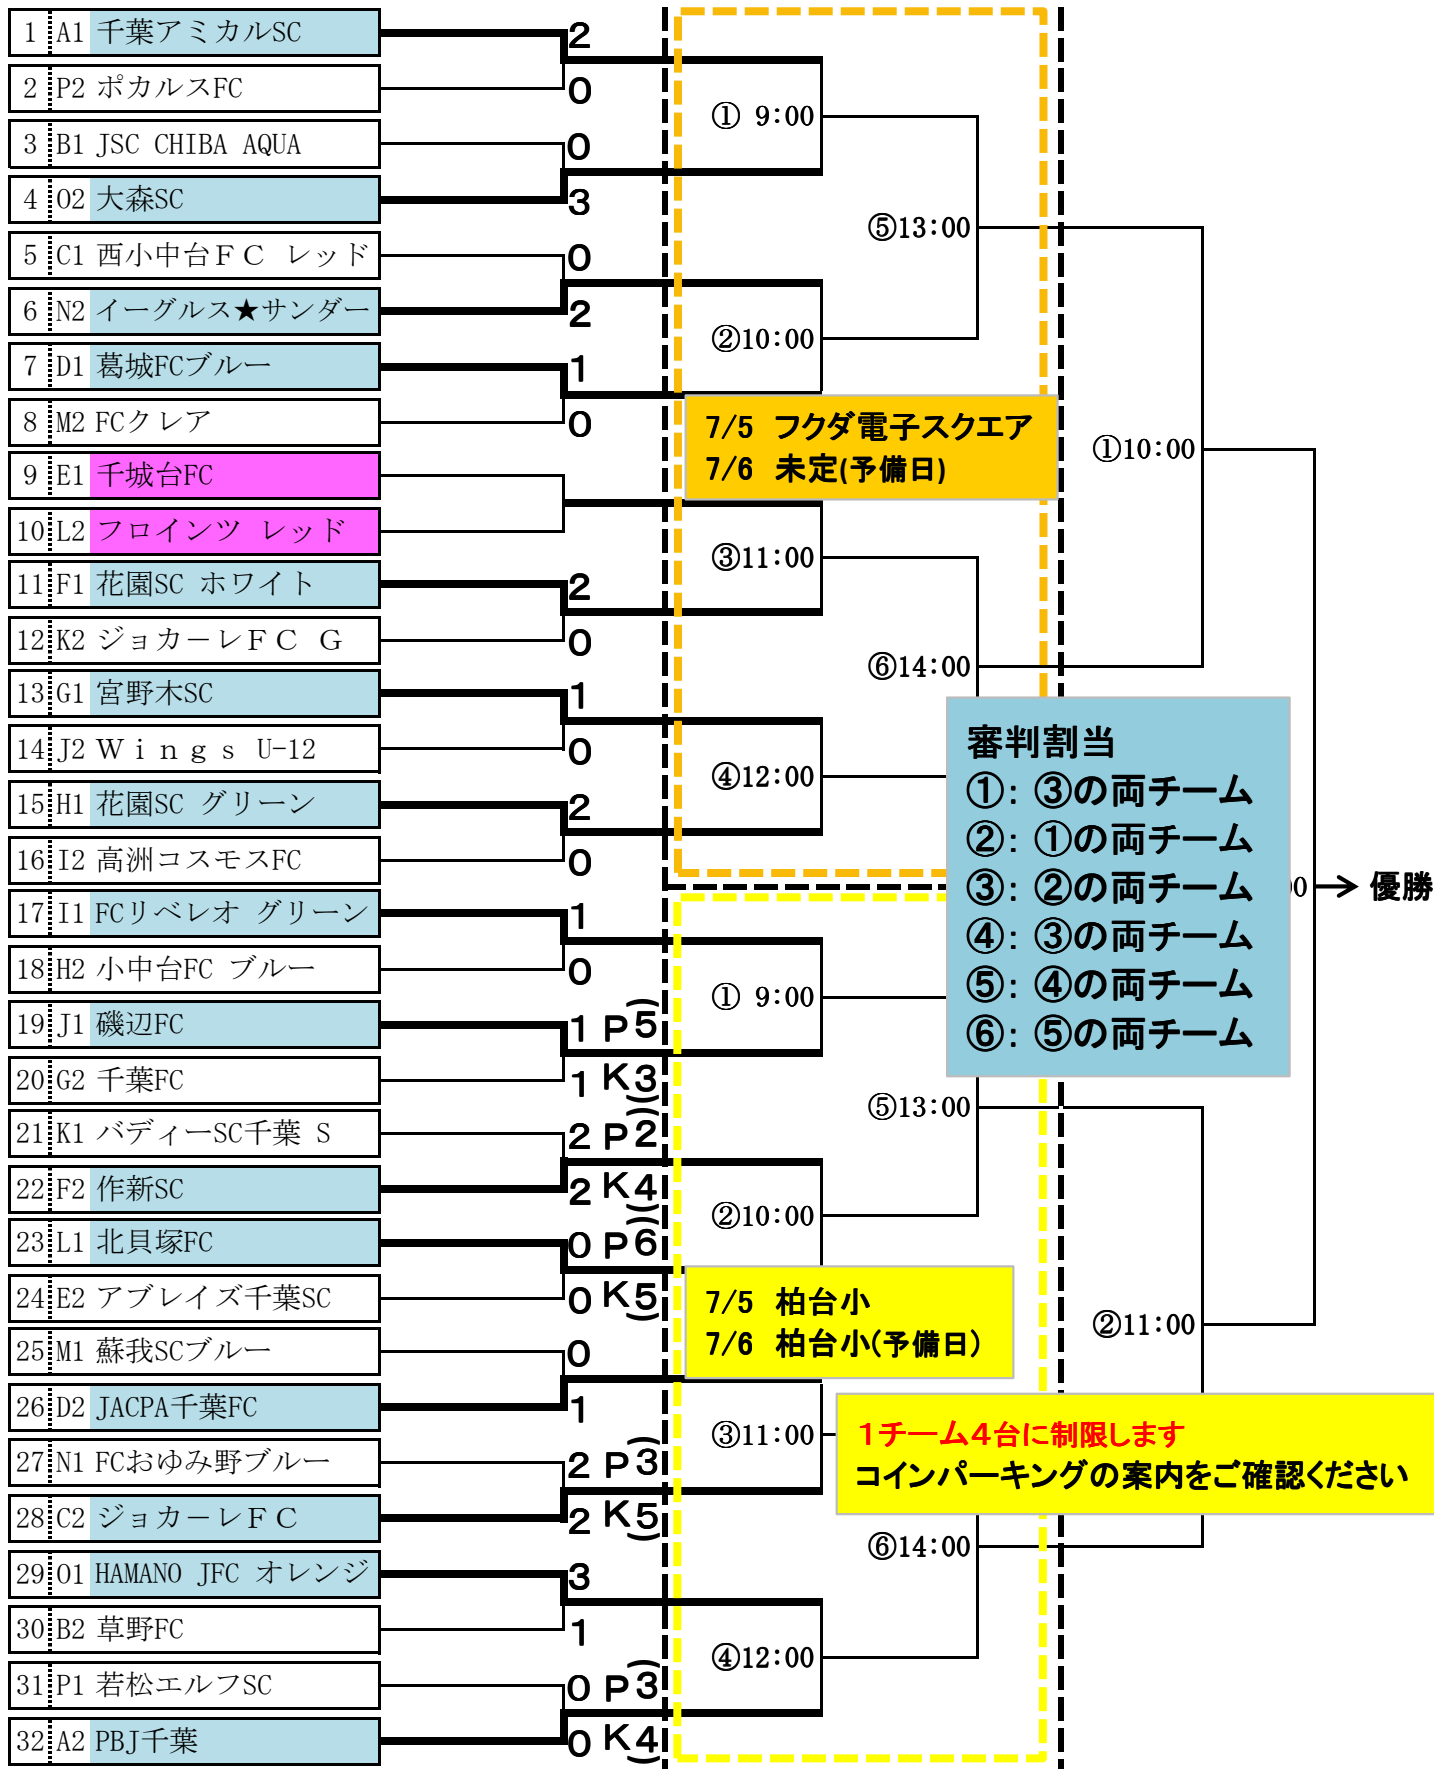 1 A1 千葉アミカルSC 2
2 P2 ポカルスFC 0
① 9:00
3 B1 JSC CHIBA AQUA 0
4 O2 大森SC 3
⑤13:00
5 C1 西小中台ＦＣ レッド 0
6 N2 イーグルス★サンダー 2
②10:00
7 D1 葛城FCブルー 1
8 M2 FCクレア 0
7/5 フクダ電子スクエア
7/6 未定(予備日)
①10:00
9 E1 千城台FC
10 L2 フロインツ レッド
③11:00
11 F1 花園SC ホワイト 2
12 K2 ジョカーレＦＣ Ｇ 0
⑥14:00
13 G1 宮野木SC 1
14 J2 Ｗｉｎｇｓ U-12 0
④12:00
15 H1 花園SC グリーン 2
16 I2 高洲コスモスFC 0
審判割当
①: ③の両チーム
②: ①の両チーム
③: ②の両チーム
④: ③の両チーム
⑤: ④の両チーム
⑥: ⑤の両チーム
0 → 優勝
17 I1 FCリベレオ グリーン 1
18 H2 小中台FC ブルー 0
① 9:00
19 J1 磯辺FC 1 P5)
20 G2 千葉FC 1 K3)
⑤13:00
21 K1 バディーSC千葉 S 2 P2)
22 F2 作新SC 2 K4)
②10:00
23 L1 北貝塚FC 0 P6)
24 E2 アブレイズ千葉SC 0 K5)
7/5 柏台小
7/6 柏台小(予備日)
②11:00
25 M1 蘇我SCブルー 0
26 D2 JACPA千葉FC 1
③11:00
１チーム４台に制限します
コインパーキングの案内をご確認ください
27 N1 FCおゆみ野ブルー 2 P3)
28 C2 ジョカーレＦＣ 2 K5)
⑥14:00
29 O1 HAMANO JFC オレンジ 3
30 B2 草野FC 1
④12:00
31 P1 若松エルフSC 0 P3)
32 A2 PBJ千葉 0 K4)